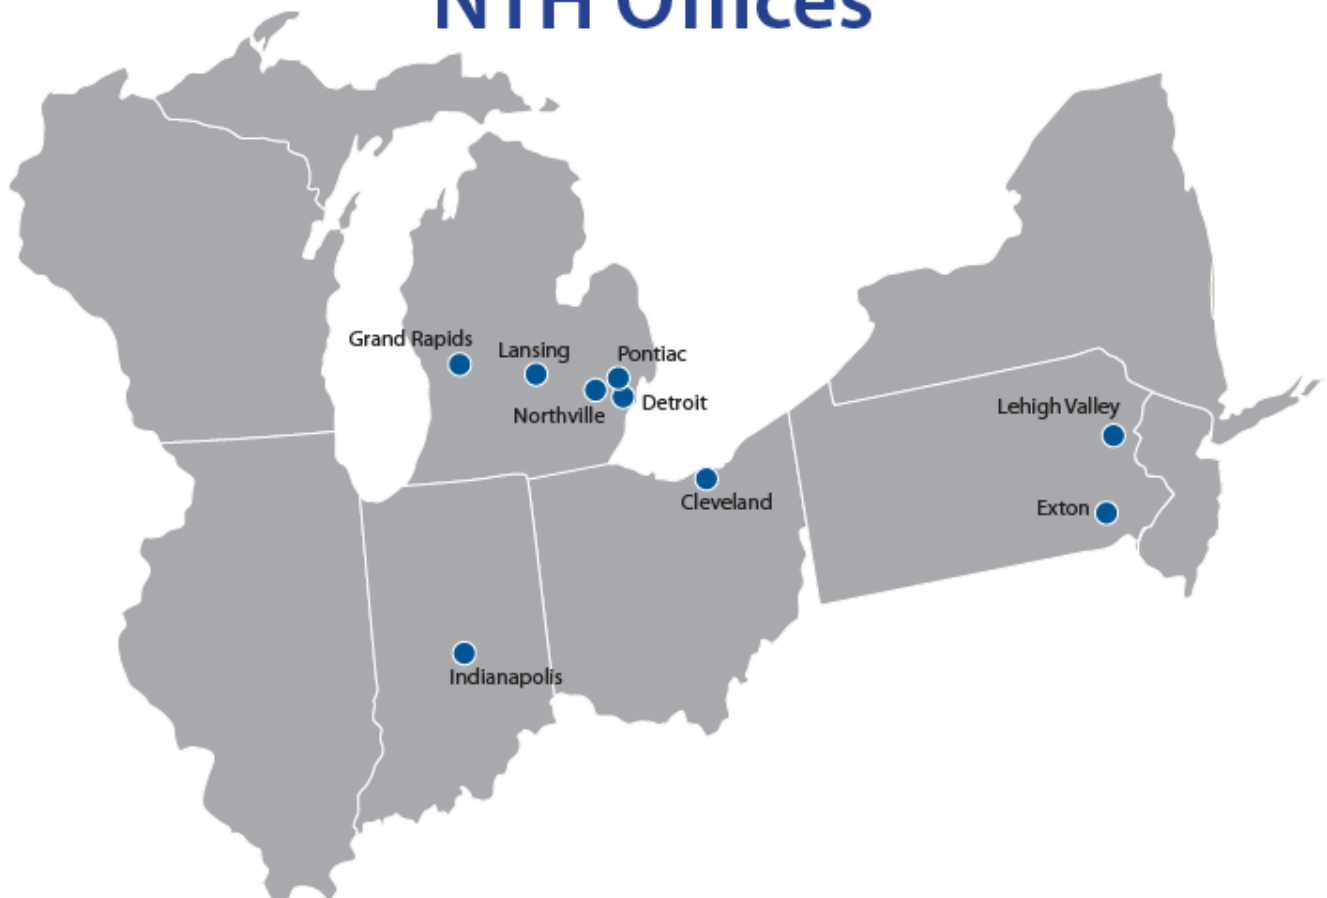 NTH Offices
Grand Rapids
Lansing
Pontiac
Northville
Detroit
Lehigh Valley
Cleveland
Exton
Indianapolis